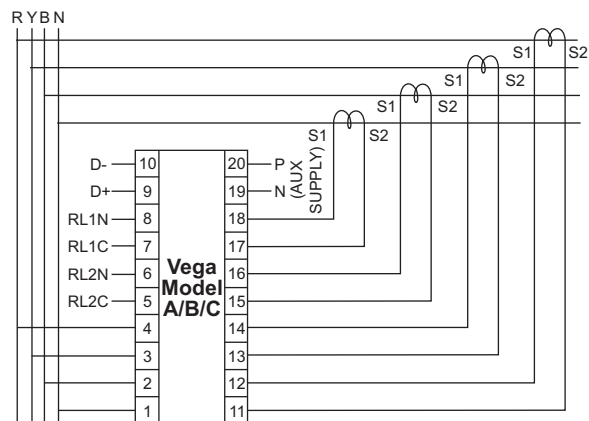 R Y B N
S1 S2
S1 S2
S1 S2
S1 S2
D- 10 20 P
D+ 9 19 N
(AUX SUPPLY)
RL1N 8 18
RL1C 7 17
RL2N 6 16
RL2C 5 15
Vega
Model
A/B/C
4 14
3 13
2 12
1 11